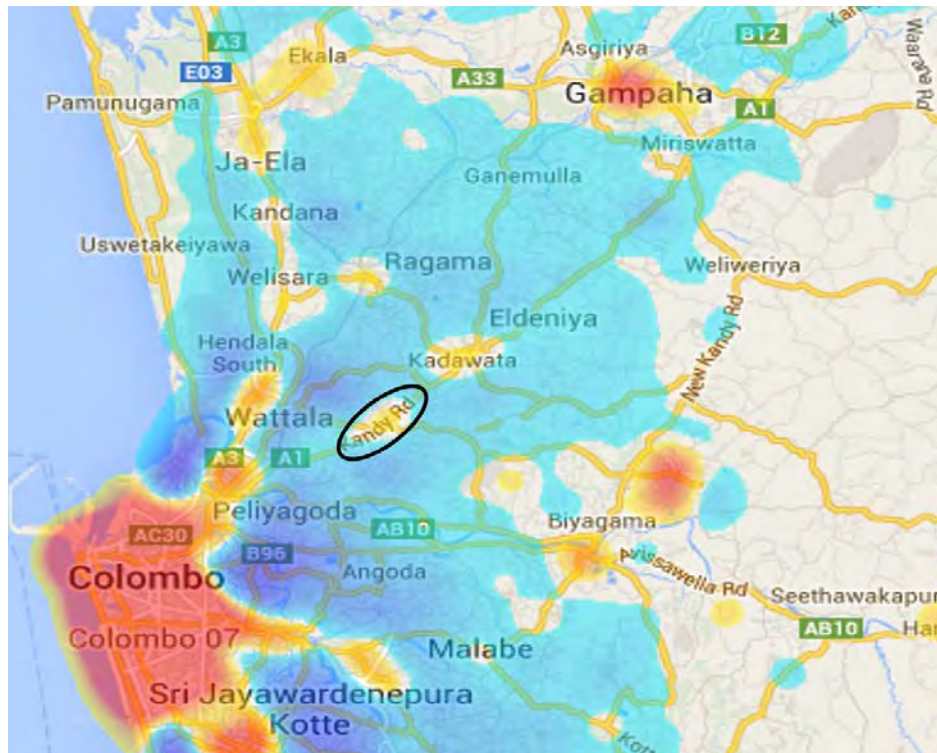 A3
Ekala
E03
Pamunugama
A33
Asgiriya
B12
Gampaha
A1
Ja-Ela
Miriswatta
Ganemulla
Kandana
Uswetakeiyawa
Welisara
Ragama
Weliweriya
Eldeniya
Hendala
South
Kadawata
New Kandy Rd
Wattala
Kandy Rd
A3
A1
Peliyagoda
AC30
AB10
Biyagama
B96
Colombo
Angoda
Avissawella Rd
Seethawakapur
Colombo 07
Malabe
AB10
Har
Sri Jayawardenepura
Kotte